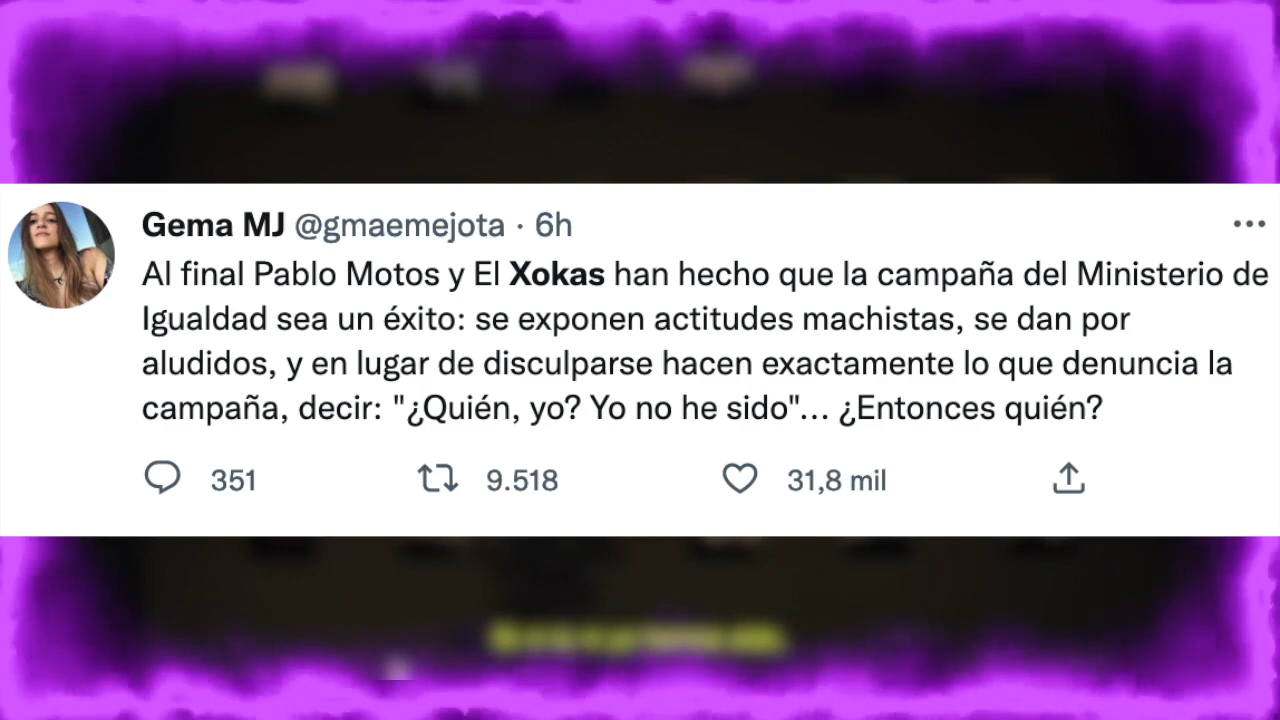 Gema MJ @gmaemejota · 6h
Al final Pablo Motos y El Xokas han hecho que la campaña del Ministerio de
Igualdad sea un éxito: se exponen actitudes machistas, se dan por
aludidos, y en lugar de disculparse hacen exactamente lo que denuncia la
campaña, decir: "¿Quién, yo? Yo no he sido"... ¿Entonces quién?
351 9.518 31,8 mil